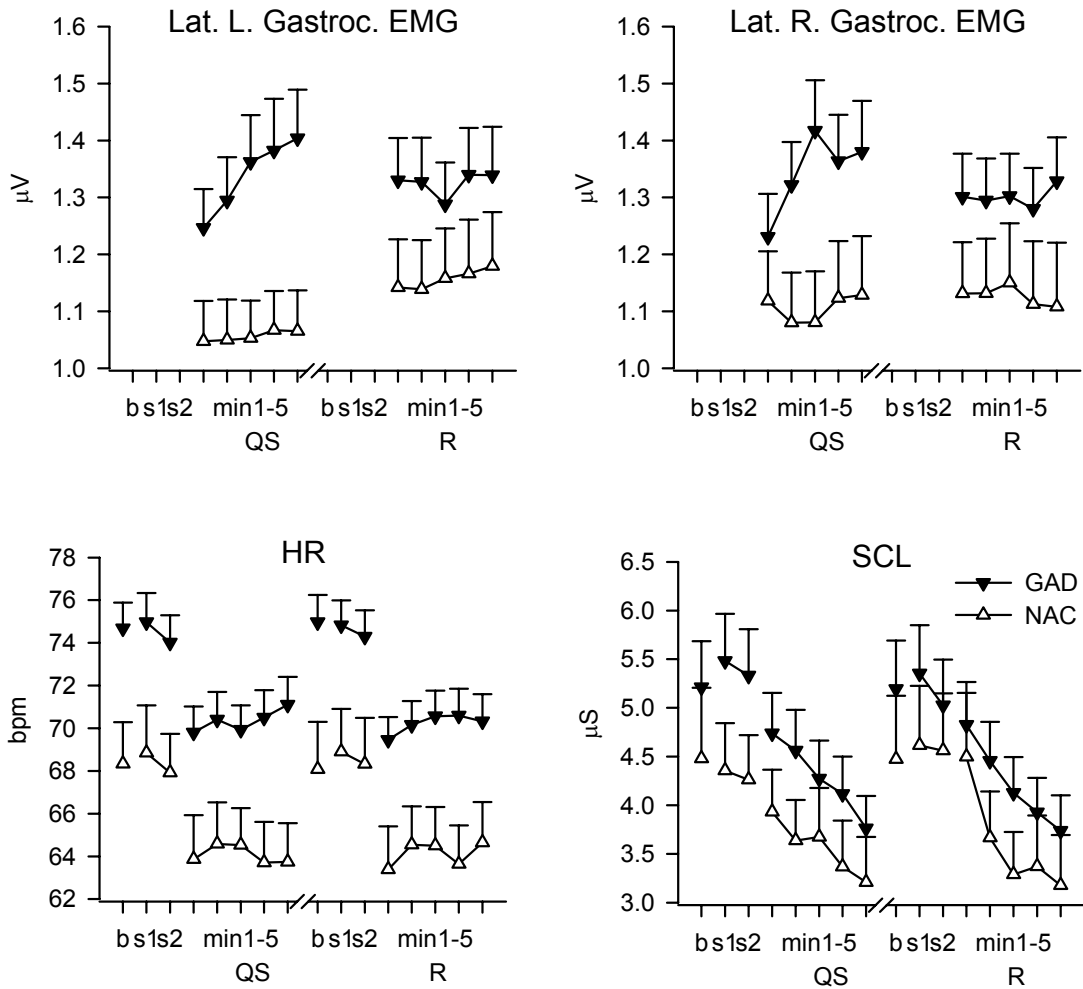 Lat. L. Gastroc. EMG
1.6
1.5
1.4
1.3
1.2
1.1
1.0
μV
b s1s2 min1-5 b s1s2 min1-5
QS R
Lat. R. Gastroc. EMG
1.6
1.5
1.4
1.3
1.2
1.1
1.0
μV
b s1s2 min1-5 b s1s2 min1-5
QS R
HR
78
76
74
72
70
68
66
64
62
bpm
b s1s2 min1-5 b s1s2 min1-5
QS R
SCL
6.5
6.0
5.5
5.0
4.5
4.0
3.5
3.0
μS
GAD
NAC
b s1s2 min1-5 b s1s2 min1-5
QS R